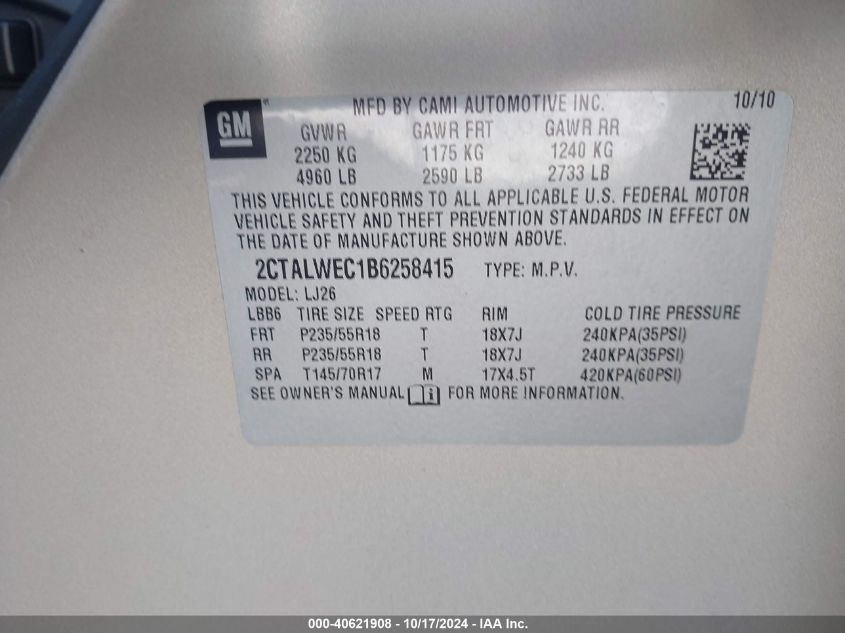 GM
MFD BY CAMI AUTOMOTIVE INC. 10/10
GVWR GAWR FRT GAWR RR
2250 KG 1175 KG 1240 KG
4960 LB 2590 LB 2733 LB
THIS VEHICLE CONFORMS TO ALL APPLICABLE U.S. FEDERAL MOTOR
VEHICLE SAFETY AND THEFT PREVENTION STANDARDS IN EFFECT ON
THE DATE OF MANUFACTURE SHOWN ABOVE.
2CTALWEC1B6258415 TYPE: M.P.V.
MODEL: LJ26
LBB6 TIRE SIZE SPEED RTG RIM COLD TIRE PRESSURE
FRT P235/55R18 T 18X7J 240KPA(35PSI)
RR P235/55R18 T 18X7J 240KPA(35PSI)
SPA T145/70R17 M 17X4.5T 420KPA(60PSI)
SEE OWNER'S MANUAL FOR MORE INFORMATION.
000-40621908 - 10/17/2024 - IAA Inc.